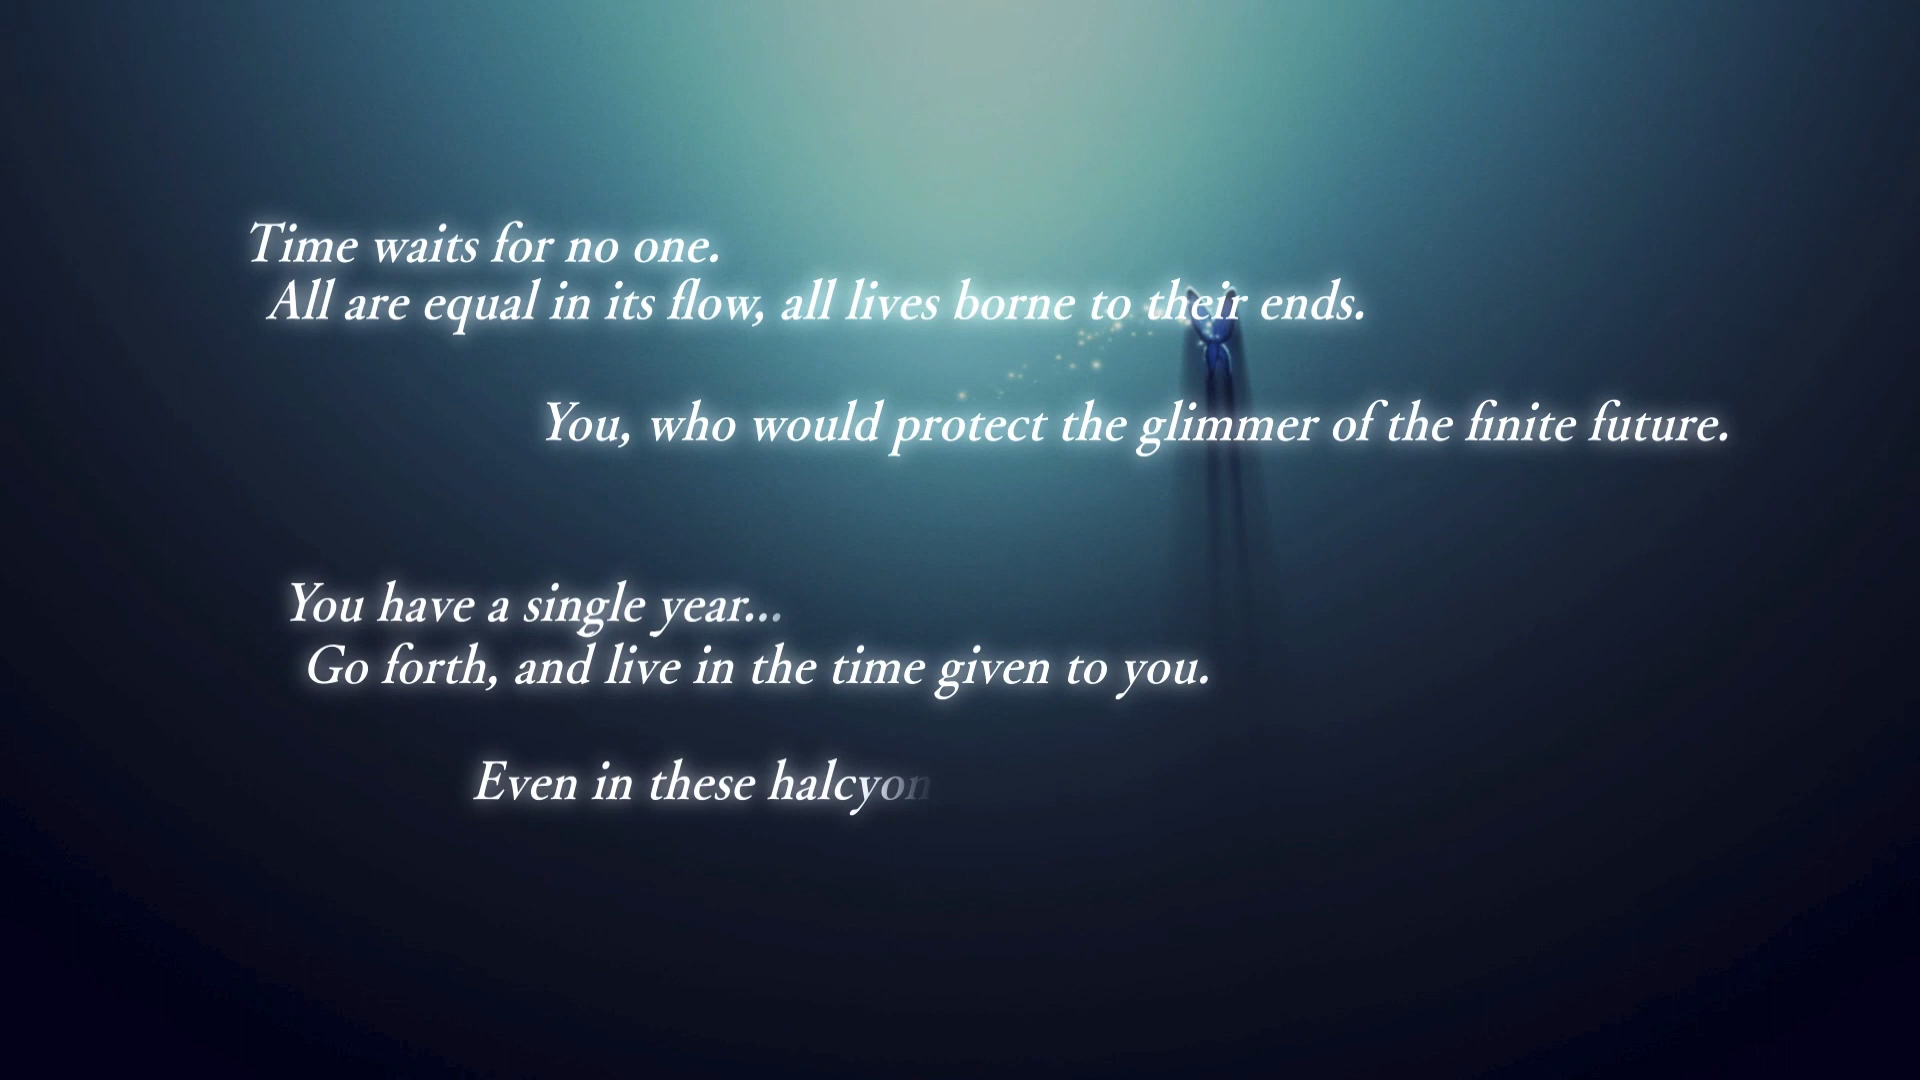 Time waits for no one.
All are equal in its flow, all lives borne to their ends.
You, who would protect the glimmer of the finite future.
You have a single year...
Go forth, and live in the time given to you.
Even in these halcyon